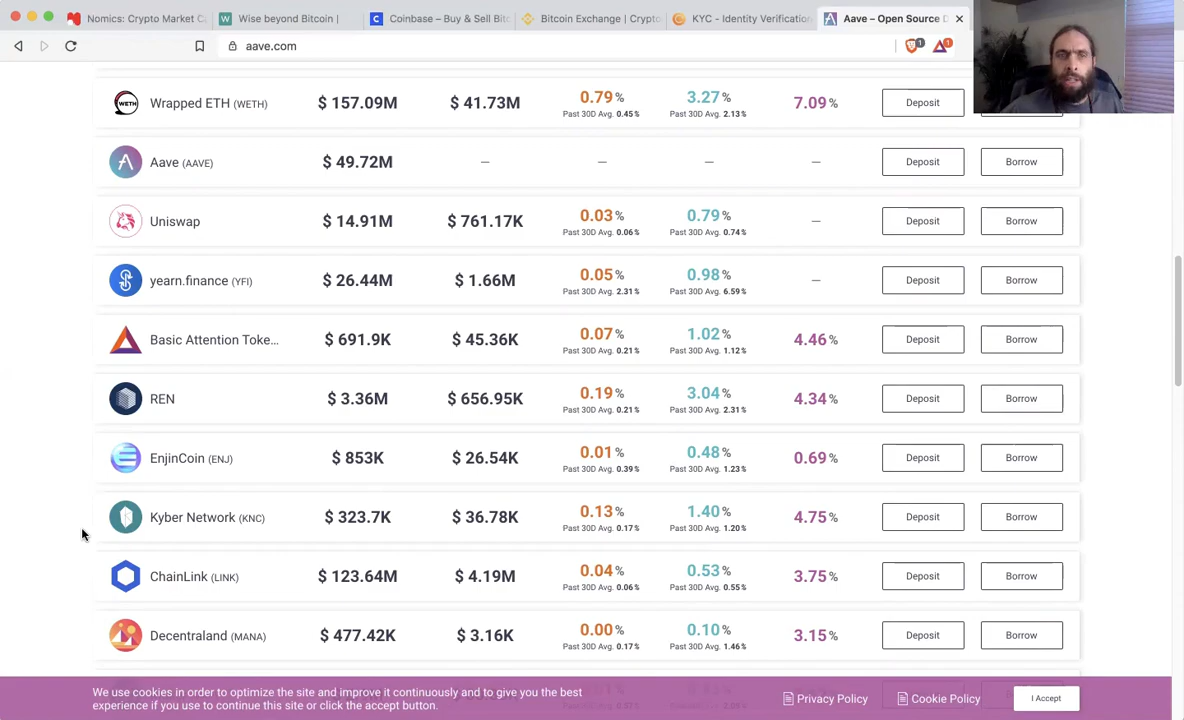 Nomics: Crypto Market Ca
Wise beyond Bitcoin |
Coinbase – Buy & Sell Bitc
Bitcoin Exchange | Crypto
KYC - Identity Verification
Aave – Open Source D
aave.com
1
1
WETH
Wrapped ETH (WETH) $ 157.09M $ 41.73M 0.79 % 3.27 % 7.09 % Deposit
Past 30D Avg. 0.45 % Past 30D Avg. 2.13 %
Aave (AAVE) $ 49.72M — — — — Deposit Borrow
Uniswap $ 14.91M $ 761.17K 0.03 % 0.79 % — Deposit Borrow
Past 30D Avg. 0.06 % Past 30D Avg. 0.74 %
yearn.finance (YFI) $ 26.44M $ 1.66M 0.05 % 0.98 % — Deposit Borrow
Past 30D Avg. 2.31 % Past 30D Avg. 6.59 %
Basic Attention Toke... $ 691.9K $ 45.36K 0.07 % 1.02 % 4.46 % Deposit Borrow
Past 30D Avg. 0.21 % Past 30D Avg. 1.12 %
REN $ 3.36M $ 656.95K 0.19 % 3.04 % 4.34 % Deposit Borrow
Past 30D Avg. 0.21 % Past 30D Avg. 2.31 %
EnjinCoin (ENJ) $ 853K $ 26.54K 0.01 % 0.48 % 0.69 % Deposit Borrow
Past 30D Avg. 0.39 % Past 30D Avg. 1.23 %
Kyber Network (KNC) $ 323.7K $ 36.78K 0.13 % 1.40 % 4.75 % Deposit Borrow
Past 30D Avg. 0.17 % Past 30D Avg. 1.20 %
ChainLink (LINK) $ 123.64M $ 4.19M 0.04 % 0.53 % 3.75 % Deposit Borrow
Past 30D Avg. 0.06 % Past 30D Avg. 0.55 %
Decentraland (MANA) $ 477.42K $ 3.16K 0.00 % 0.10 % 3.15 % Deposit Borrow
Past 30D Avg. 0.17 % Past 30D Avg. 1.46 %
We use cookies in order to optimize the site and improve it continuously and to give you the best
experience if you use to continue this site or click the accept button.
Privacy Policy
Cookie Policy
I Accept